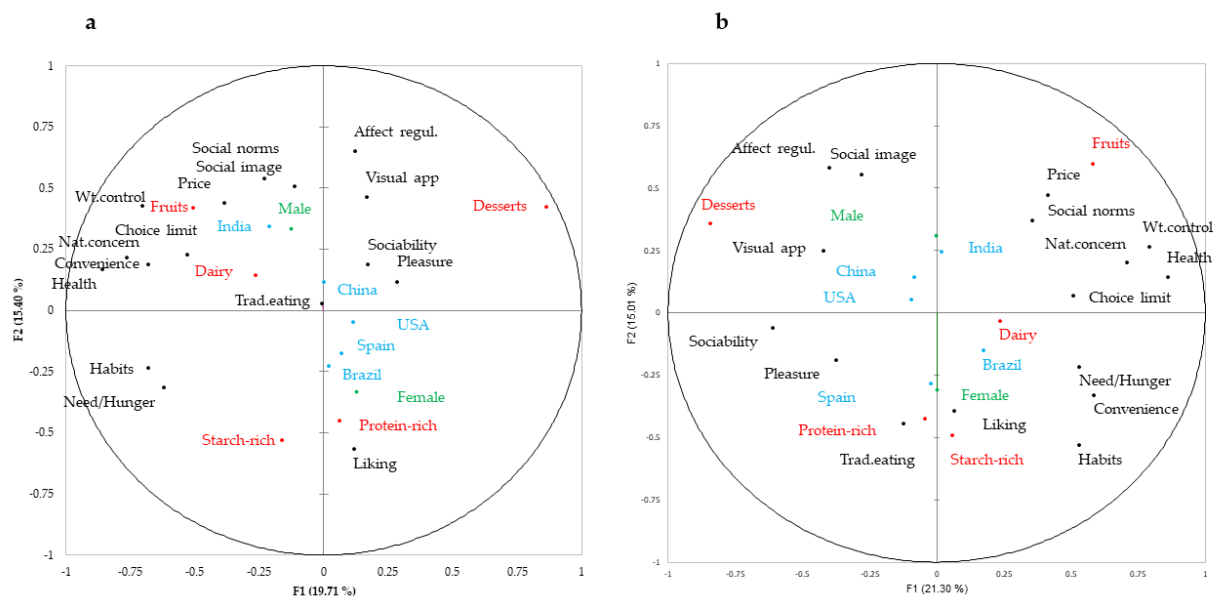 a
1
0.75
0.5
0.25
0
-0.25
-0.5
-0.75
-1
F2 (15.40 %)
Affect regul.
Social norms
Social image
Visual app
Price
Wt.control
Fruits
Male
Desserts
Choice limit
India
Nat.concern
Sociability
Convenience
Pleasure
Dairy
Health
China
Trad.eating
USA
Spain
Habits
Brazil
Need/Hunger
Female
Protein-rich
Starch-rich
Liking
-1
-0.75
-0.5
-0.25
0
0.25
0.5
0.75
1
F1 (19.71 %)
b
1
0.75
0.5
0.25
0
-0.25
-0.5
-0.75
-1
F2 (15.01 %)
Fruits
Affect regul.
Social image
Price
Desserts
Social norms
Male
Wt.control
Visual app
India
Nat.concern
Health
China
USA
Choice limit
Dairy
Sociability
Brazil
Pleasure
Need/Hunger
Spain
Female
Convenience
Liking
Protein-rich
Trad.eating
Starch-rich
Habits
-1
-0.75
-0.5
-0.25
0
0.25
0.5
0.75
1
F1 (21.30 %)